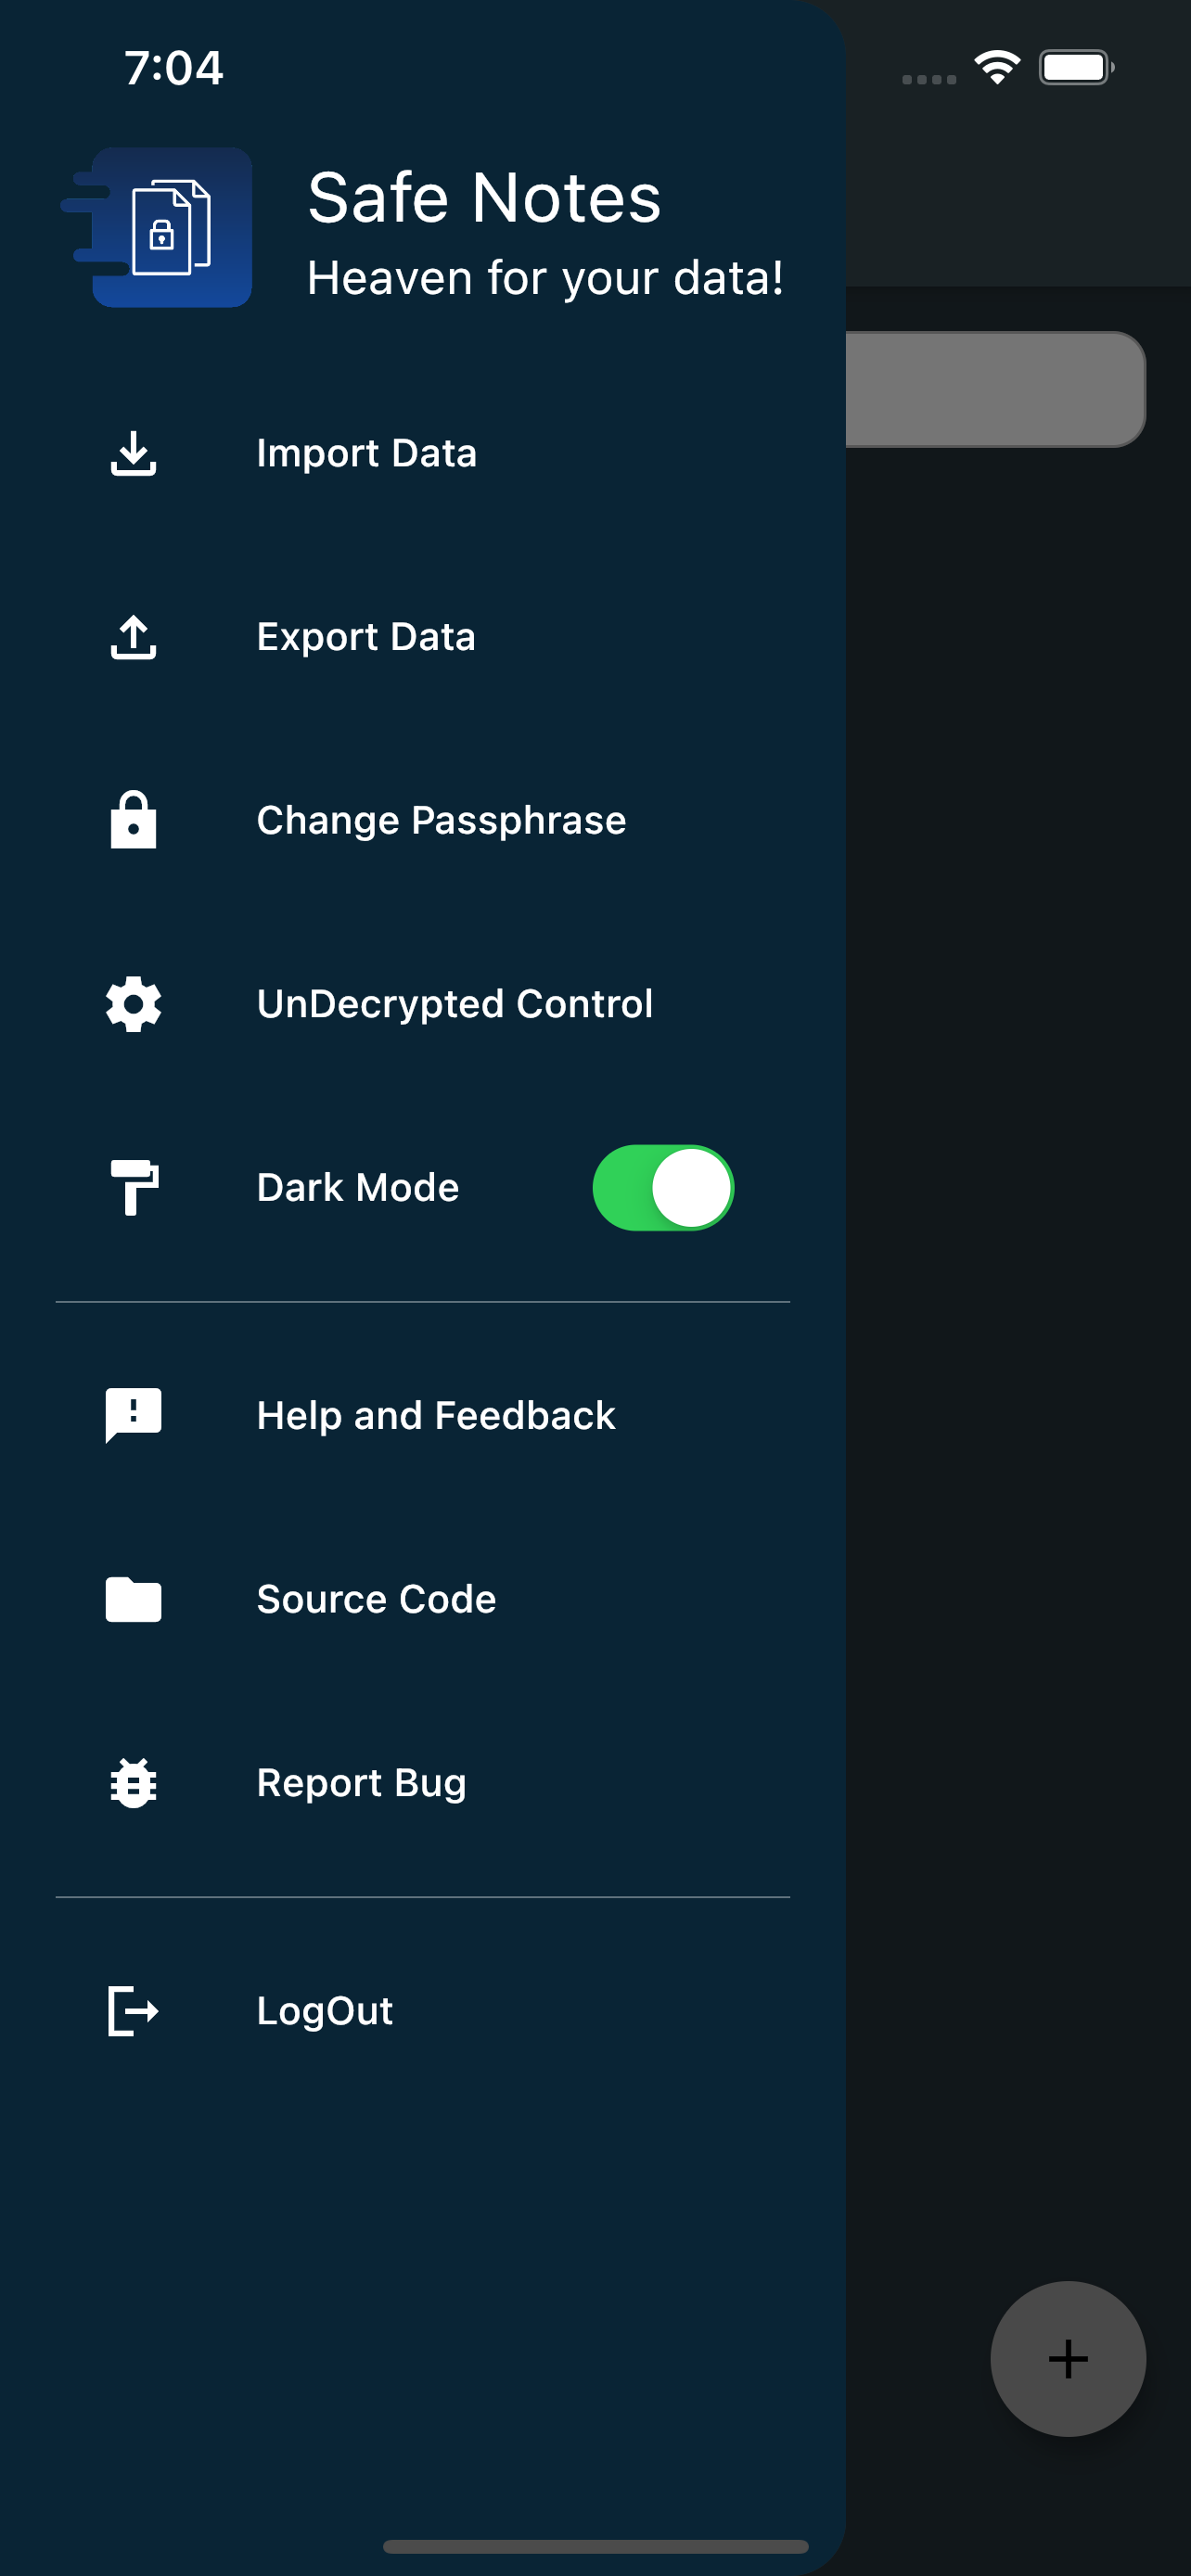 7:04
Safe Notes
Heaven for your data!
Import Data
Export Data
Change Passphrase
UnDecrypted Control
Dark Mode
Help and Feedback
Source Code
Report Bug
LogOut